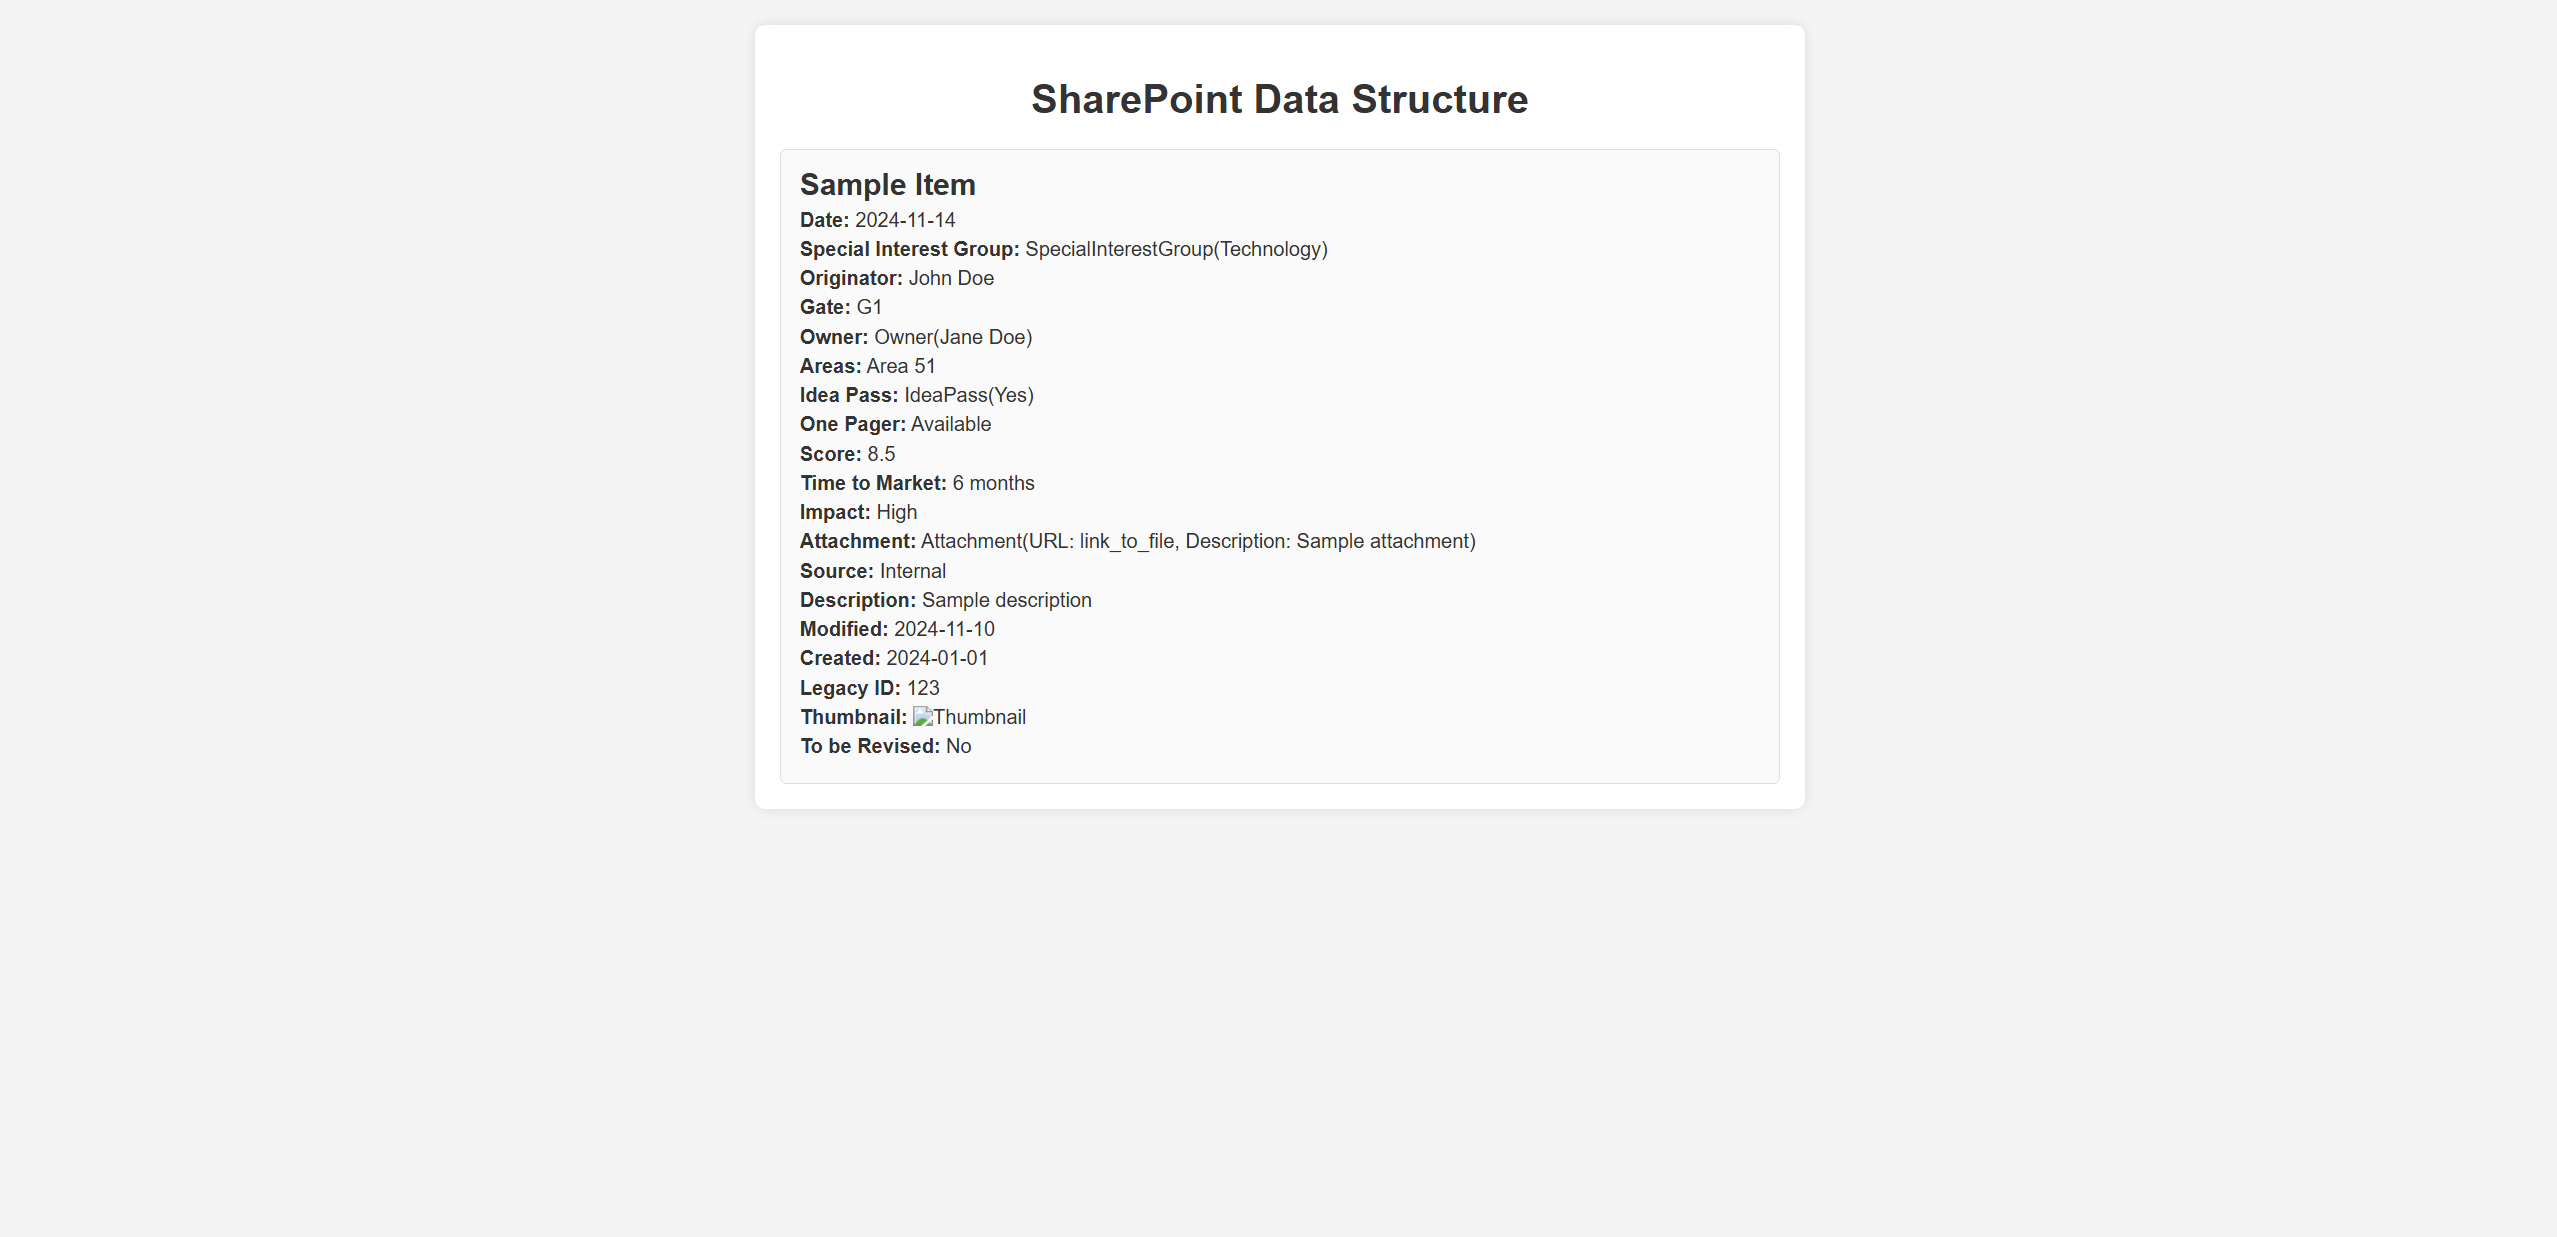 SharePoint Data Structure
Sample Item
Date: 2024-11-14
Special Interest Group: SpecialInterestGroup(Technology)
Originator: John Doe
Gate: G1
Owner: Owner(Jane Doe)
Areas: Area 51
Idea Pass: IdeaPass(Yes)
One Pager: Available
Score: 8.5
Time to Market: 6 months
Impact: High
Attachment: Attachment(URL: link_to_file, Description: Sample attachment)
Source: Internal
Description: Sample description
Modified: 2024-11-10
Created: 2024-01-01
Legacy ID: 123
Thumbnail: Thumbnail
To be Revised: No